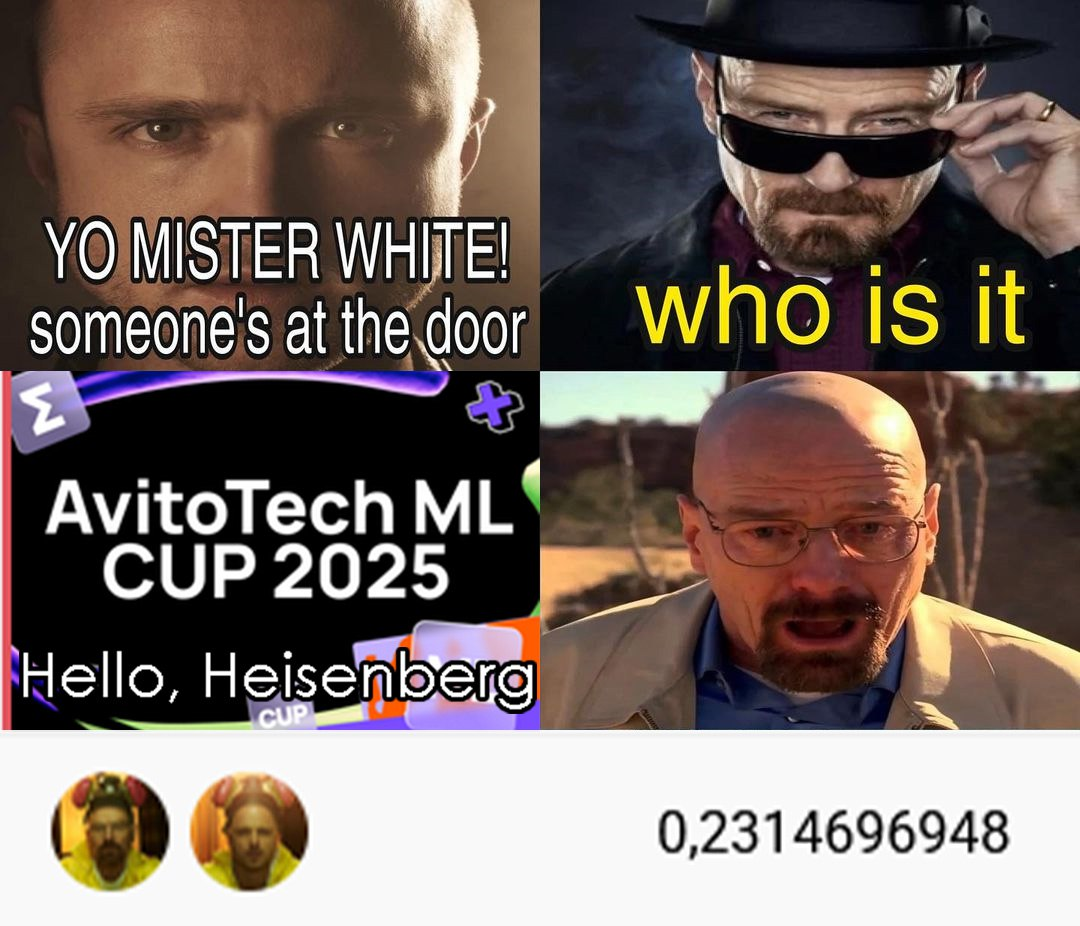 YO MISTER WHITE!
someone's at the door
who is it
Σ
AvitoTech ML
CUP 2025
Hello, Heisenberg
CUP
0,2314696948